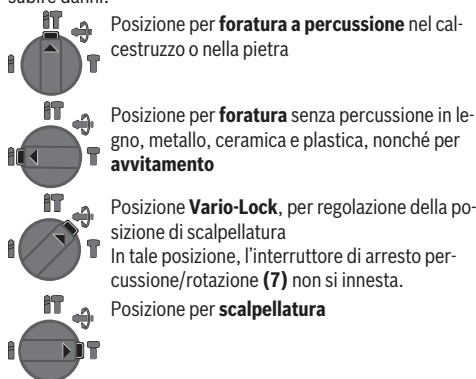 subire danni.
Posizione per foratura a percussione nel cal-
cestruzzo o nella pietra
Posizione per foratura senza percussione in le-
gno, metallo, ceramica e plastica, nonché per
avvitamento
Posizione Vario-Lock, per regolazione della po-
sizione di scalpellatura
In tale posizione, l'interruttore di arresto per-
cussione/rotazione (7) non si innesta.
Posizione per scalpellatura